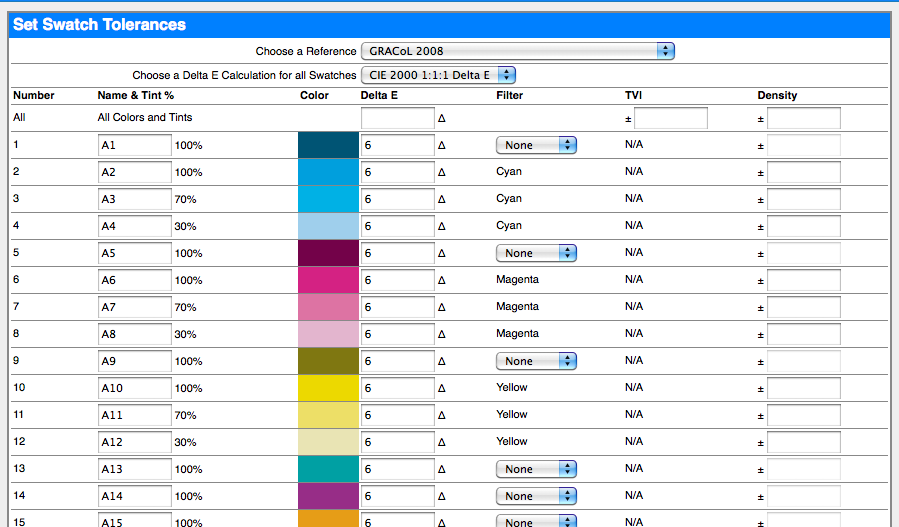 Set Swatch Tolerances
Choose a Reference GRACoL 2008
Choose a Delta E Calculation for all Swatches CIE 2000 1:1:1 Delta E
Number Name & Tint % Color Delta E Filter TVI Density
All All Colors and Tints Δ ± ±
1 A1 100% 6 Δ None N/A ±
2 A2 100% 6 Δ Cyan N/A ±
3 A3 70% 6 Δ Cyan N/A ±
4 A4 30% 6 Δ Cyan N/A ±
5 A5 100% 6 Δ None N/A ±
6 A6 100% 6 Δ Magenta N/A ±
7 A7 70% 6 Δ Magenta N/A ±
8 A8 30% 6 Δ Magenta N/A ±
9 A9 100% 6 Δ None N/A ±
10 A10 100% 6 Δ Yellow N/A ±
11 A11 70% 6 Δ Yellow N/A ±
12 A12 30% 6 Δ Yellow N/A ±
13 A13 100% 6 Δ None N/A ±
14 A14 100% 6 Δ None N/A ±
15 A15 100% 6 Δ None N/A ±